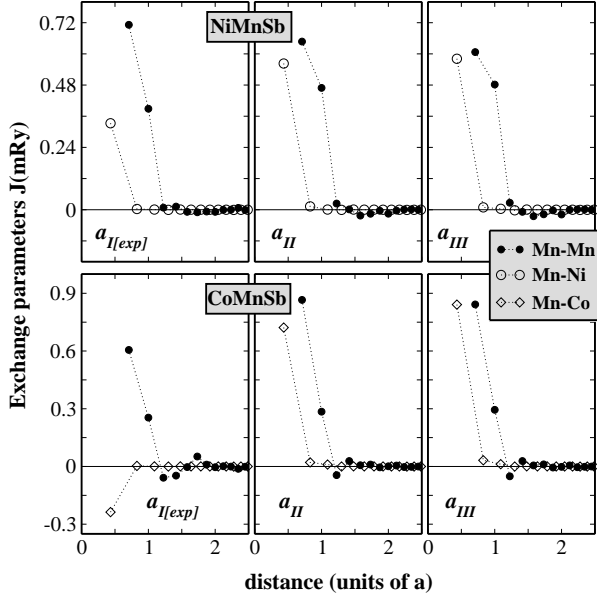 NiMnSb
0.72
0.48
0.24
0
a_I[exp]
a_II
a_III
Mn-Mn
Mn-Ni
Mn-Co
CoMnSb
0.9
0.6
0.3
0
-0.3
a_I[exp]
a_II
a_III
0 1 2 0 1 2 0 1 2
distance (units of a)
Exchange parameters J(mRy)